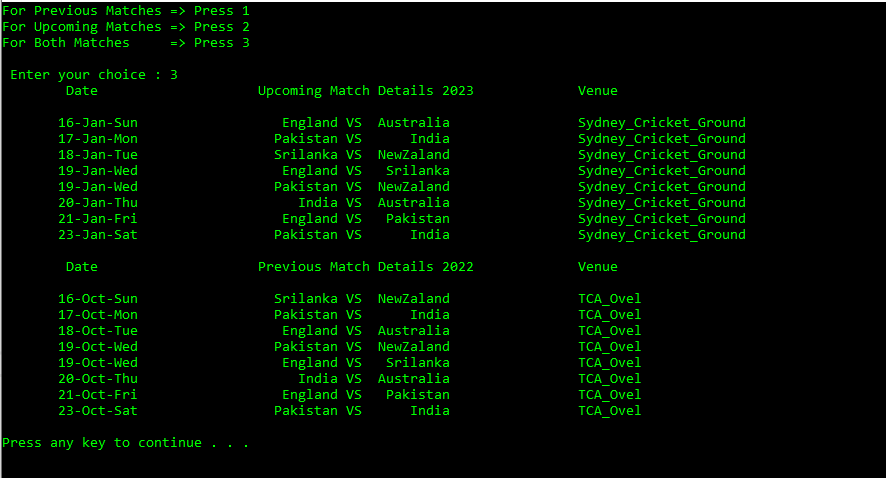 For Previous Matches => Press 1
For Upcoming Matches => Press 2
For Both Matches     => Press 3
Enter your choice : 3
Date Upcoming Match Details 2023 Venue
16-Jan-Sun England VS Australia Sydney_Cricket_Ground
17-Jan-Mon Pakistan VS India Sydney_Cricket_Ground
18-Jan-Tue Srilanka VS NewZaland Sydney_Cricket_Ground
19-Jan-Wed England VS Srilanka Sydney_Cricket_Ground
19-Jan-Wed Pakistan VS NewZaland Sydney_Cricket_Ground
20-Jan-Thu India VS Australia Sydney_Cricket_Ground
21-Jan-Fri England VS Pakistan Sydney_Cricket_Ground
23-Jan-Sat Pakistan VS India Sydney_Cricket_Ground
Date Previous Match Details 2022 Venue
16-Oct-Sun Srilanka VS NewZaland TCA_Ovel
17-Oct-Mon Pakistan VS India TCA_Ovel
18-Oct-Tue England VS Australia TCA_Ovel
19-Oct-Wed Pakistan VS NewZaland TCA_Ovel
19-Oct-Wed England VS Srilanka TCA_Ovel
20-Oct-Thu India VS Australia TCA_Ovel
21-Oct-Fri England VS Pakistan TCA_Ovel
23-Oct-Sat Pakistan VS India TCA_Ovel
Press any key to continue . . .